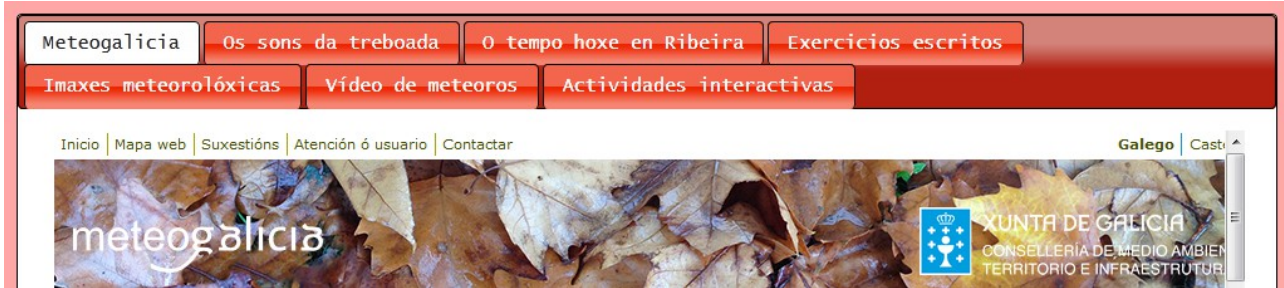 Meteogalicia Os sons da treboada O tempo hoxe en Ribeira Exercicios escritos
Imaxes meteorolóxicas Vídeo de meteoros Actividades interactivas
Inicio Mapa web Suxestións Atención ó usuario Contactar Galego Caste
meteogalicia
XUNTA DE GALICIA
CONSELLERÍA DE MEDIO AMBIEN
TERRITORIO E INFRAESTRUTUR